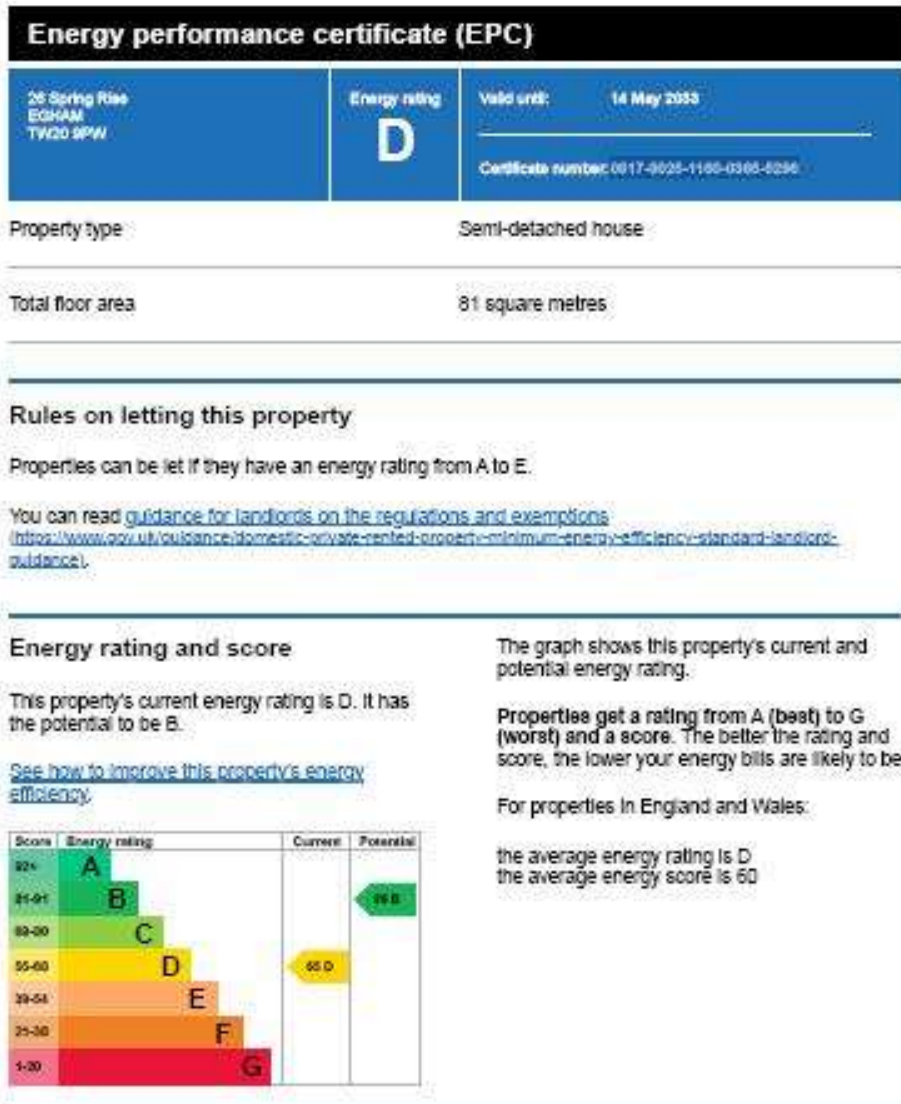 Energy performance certificate (EPC)
26 Spring Rise
EGHAM
TW20 9PW
Energy rating
D
Valid until: 14 May 2033
Certificate number:
Property type Semi-detached house
Total floor area 81 square metres
Rules on letting this property
Properties can be let if they have an energy rating from A to E.
You can read guidance for landlords on the regulations and exemptions
(https://www.gov.uk/guidance/domestic-private-rented-property-minimum-energy-efficiency-standard-landlord-
guidance).
Energy rating and score
This property's current energy rating is D. It has
the potential to be B.
See how to improve this property's energy
efficiency.
Score Energy rating Current Potential
92+ A
81-91 B B
69-80 C
55-68 D D
39-54 E
21-38 F
1-20 G
The graph shows this property's current and
potential energy rating.
Properties get a rating from A (best) to G
(worst) and a score. The better the rating and
score, the lower your energy bills are likely to be
For properties in England and Wales:
the average energy rating is D
the average energy score is 60